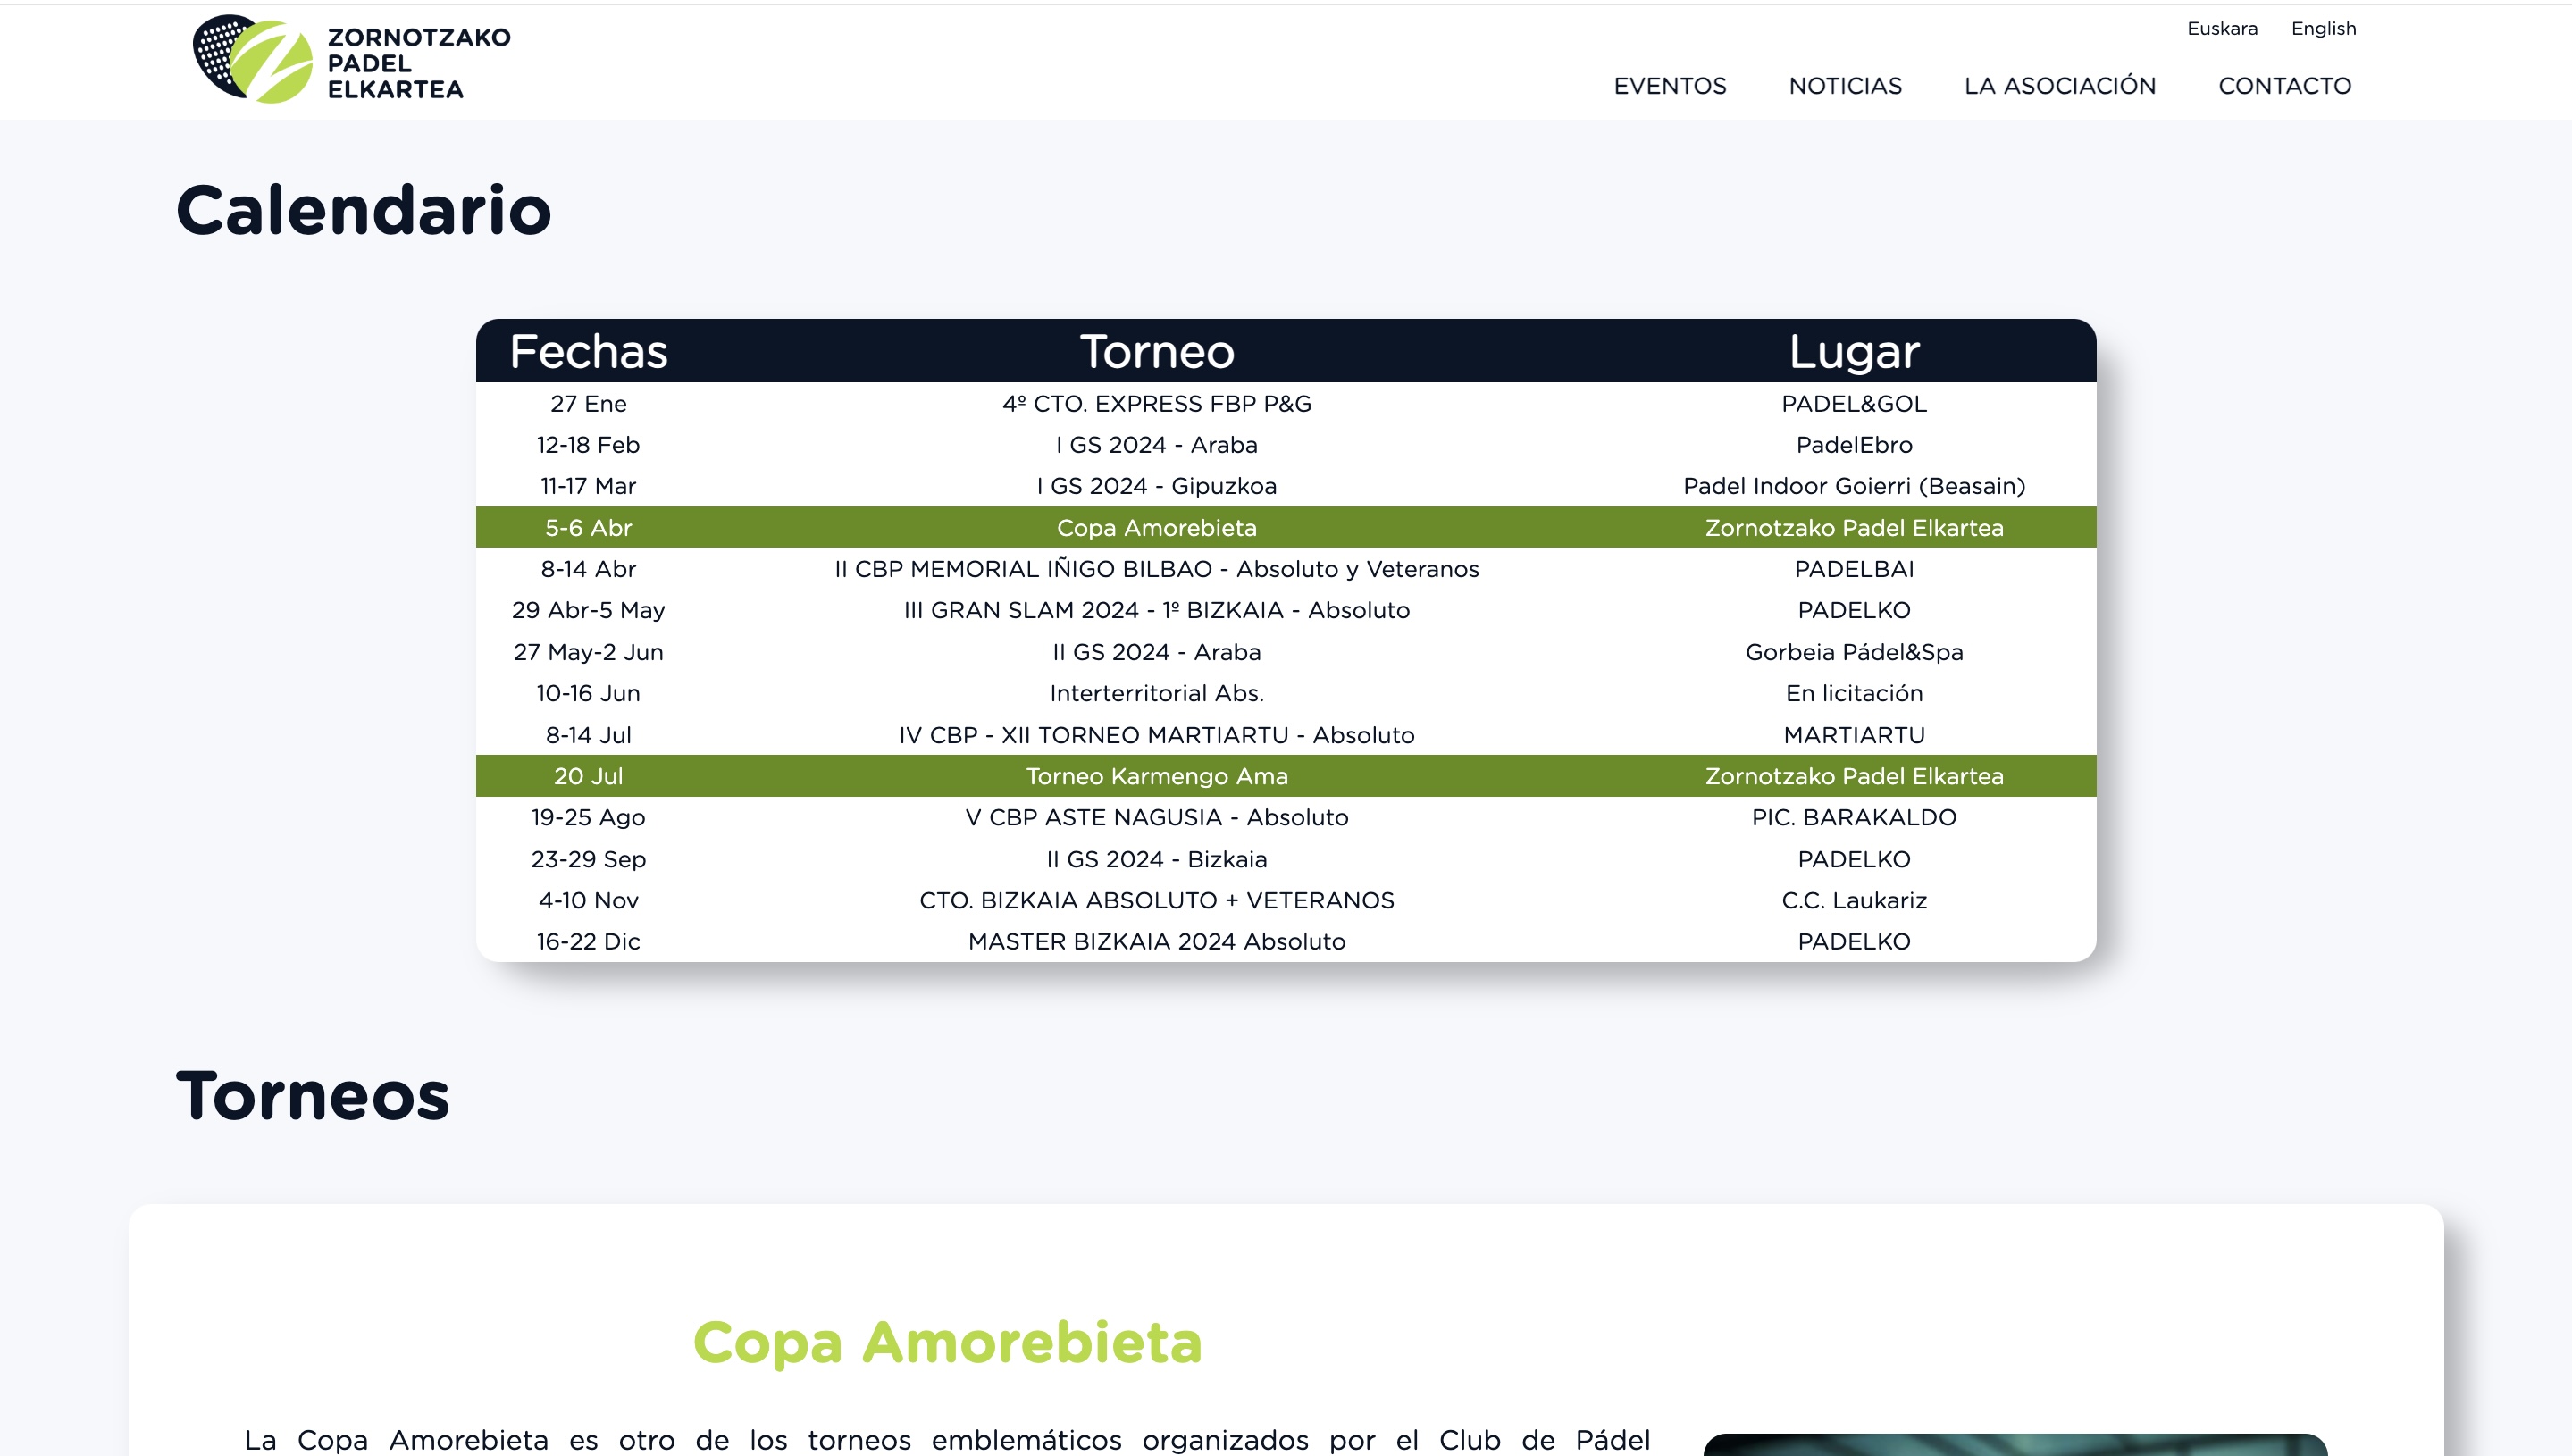 ZORNOTZAKO
PADEL
ELKARTEA
Euskara English
EVENTOS NOTICIAS LA ASOCIACIÓN CONTACTO
Calendario
Fechas Torneo Lugar
27 Ene 4º CTO. EXPRESS FBP P&G PADEL&GOL
12-18 Feb I GS 2024 - Araba PadelEbro
11-17 Mar I GS 2024 - Gipuzkoa Padel Indoor Goierri (Beasain)
5-6 Abr Copa Amorebieta Zornotzako Padel Elkartea
8-14 Abr II CBP MEMORIAL IÑIGO BILBAO - Absoluto y Veteranos PADELBAI
29 Abr-5 May III GRAN SLAM 2024 - 1º BIZKAIA - Absoluto PADELKO
27 May-2 Jun II GS 2024 - Araba Gorbeia Pádel&Spa
10-16 Jun Interterritorial Abs. En licitación
8-14 Jul IV CBP - XII TORNEO MARTIARTU - Absoluto MARTIARTU
20 Jul Torneo Karmengo Ama Zornotzako Padel Elkartea
19-25 Ago V CBP ASTE NAGUSIA - Absoluto PIC. BARAKALDO
23-29 Sep II GS 2024 - Bizkaia PADELKO
4-10 Nov CTO. BIZKAIA ABSOLUTO + VETERANOS C.C. Laukariz
16-22 Dic MASTER BIZKAIA 2024 Absoluto PADELKO
Torneos
Copa Amorebieta
La Copa Amorebieta es otro de los torneos emblemáticos organizados por el Club de Pádel